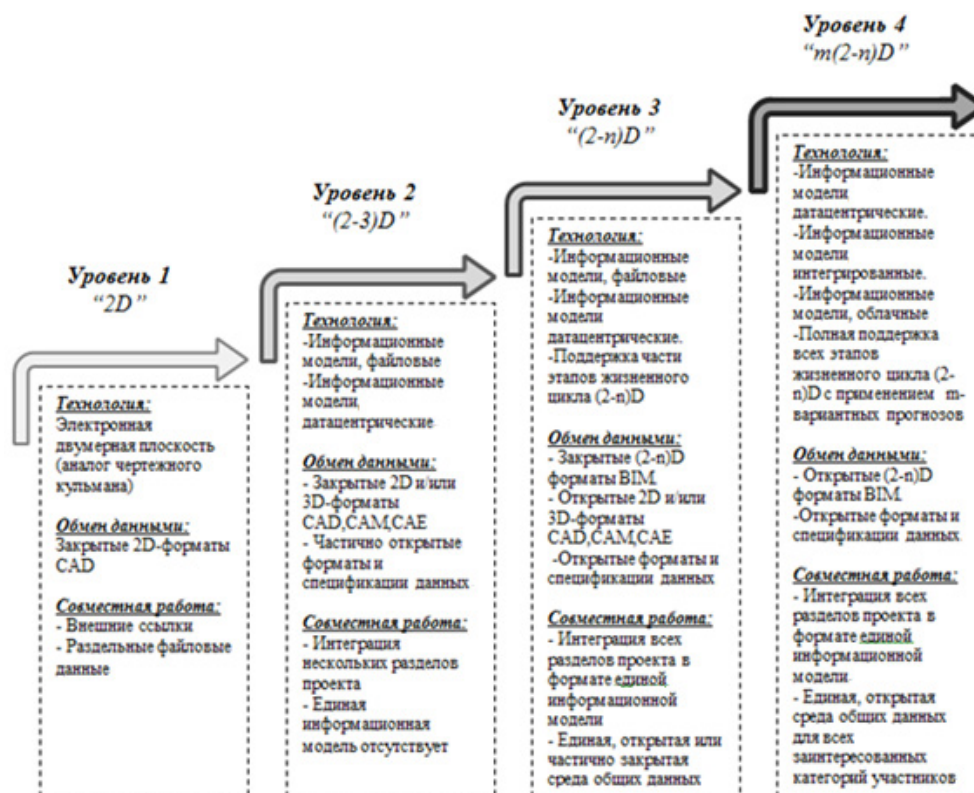 Уровень 1
“2D”
Технология:
Электронная
двумерная плоскость
(аналог чертежного
кульмана)
Обмен данными:
Закрытые 2D-форматы
CAD
Совместная работа:
- Внешние ссылки
- Раздельные файловые
данные
Уровень 2
“(2-3)D”
Технология:
-Информационные
модели, файловые
-Информационные
модели,
датацентрические
Обмен данными:
- Закрытые 2D и/или
3D-форматы
CAD,CAM,CAE
- Частично открытые
форматы и
спецификации данных
Совместная работа:
- Интеграция
нескольких разделов
проекта
- Единая
информационная
модель отсутствует
Уровень 3
“(2-n)D”
Технология:
-Информационные
модели, файловые
-Информационные
модели
датацентрические.
-Поддержка части
этапов жизненного
цикла (2-n)D
Обмен данными:
- Закрытые (2-n)D
форматы BIM.
- Открытые 2D и/или
3D-форматы
CAD,CAM,CAE
-Открытые форматы и
спецификации данных
Совместная работа:
- Интеграция всех
разделов проекта в
формате единой
информационной
модели
- Единая, открытая или
частично закрытая
среда общих данных
Уровень 4
“m(2-n)D”
Технология:
-Информационные
модели
датацентрические.
-Информационные
модели
интегрированные.
-Информационные
модели, облачные
-Полная поддержка
всех этапов
жизненного цикла (2-
n)D с применением m-
вариантных прогнозов
Обмен данными:
- Открытые (2-n)D
форматы BIM.
-Открытые форматы и
спецификации данных.
Совместная работа:
- Интеграция всех
разделов проекта в
формате единой
информационной
модели.
- Единая, открытая
среда общих данных
для всех
заинтересованных
категорий участников